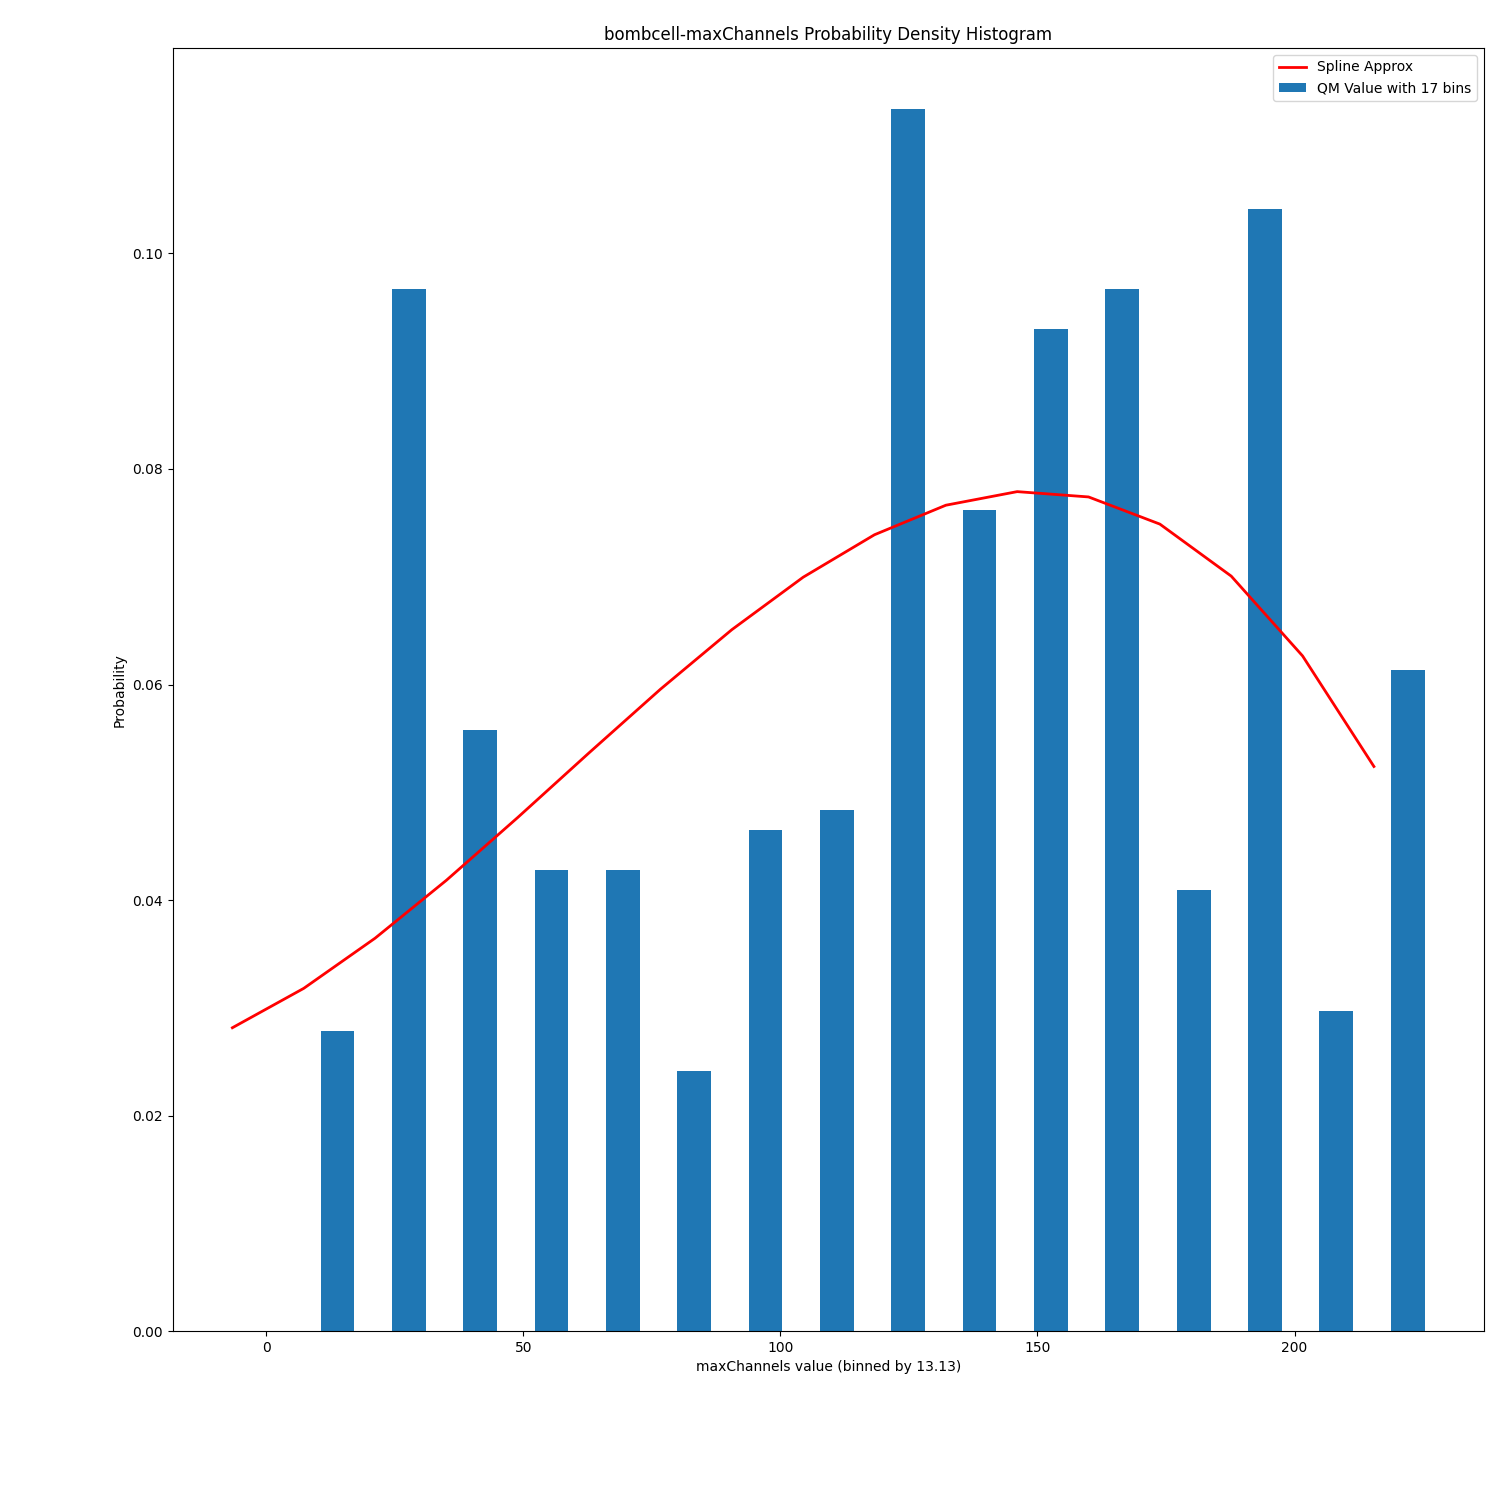 bombcell-maxChannels Probability Density Histogram
Spline Approx
QM Value with 17 bins
0.10
0.08
0.06
0.04
0.02
0.00
Probability
0 50 100 150 200
maxChannels value (binned by 13.13)